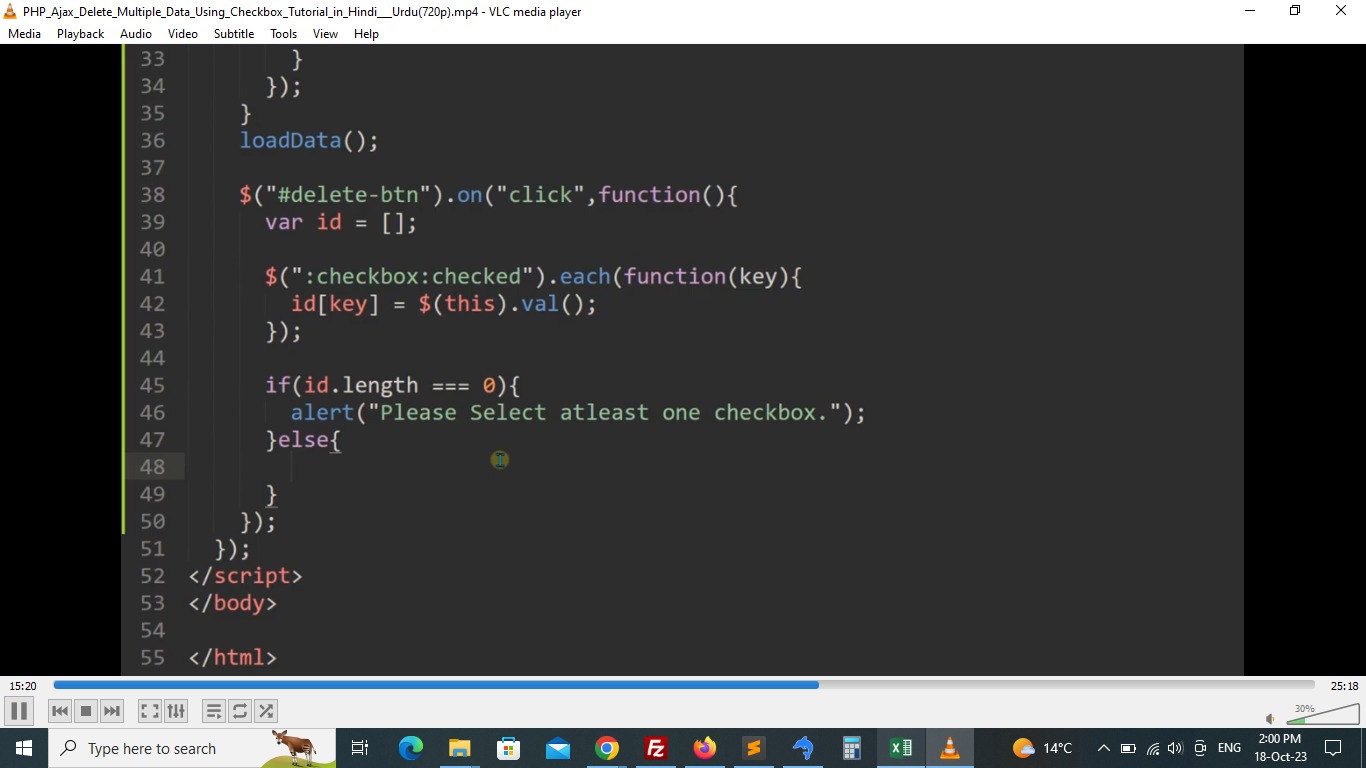 PHP_Ajax_Delete_Multiple_Data_Using_Checkbox_Tutorial_in_Hindi___Urdu(720p).mp4 - VLC media player
Media Playback Audio Video Subtitle Tools View Help
33 }
34 });
35 }
36 loadData();
37
38 $("#delete-btn").on("click",function(){
39 var id = [];
40
41 $(":checkbox:checked").each(function(key){
42 id[key] = $(this).val();
43 });
44
45 if(id.length === 0){
46 alert("Please Select atleast one checkbox.");
47 }else{
48
49 }
50 });
51 });
52 </script>
53 </body>
54
55 </html>
15:20 25:18
30%
Type here to search 14°C ENG 2:00 PM
18-Oct-23